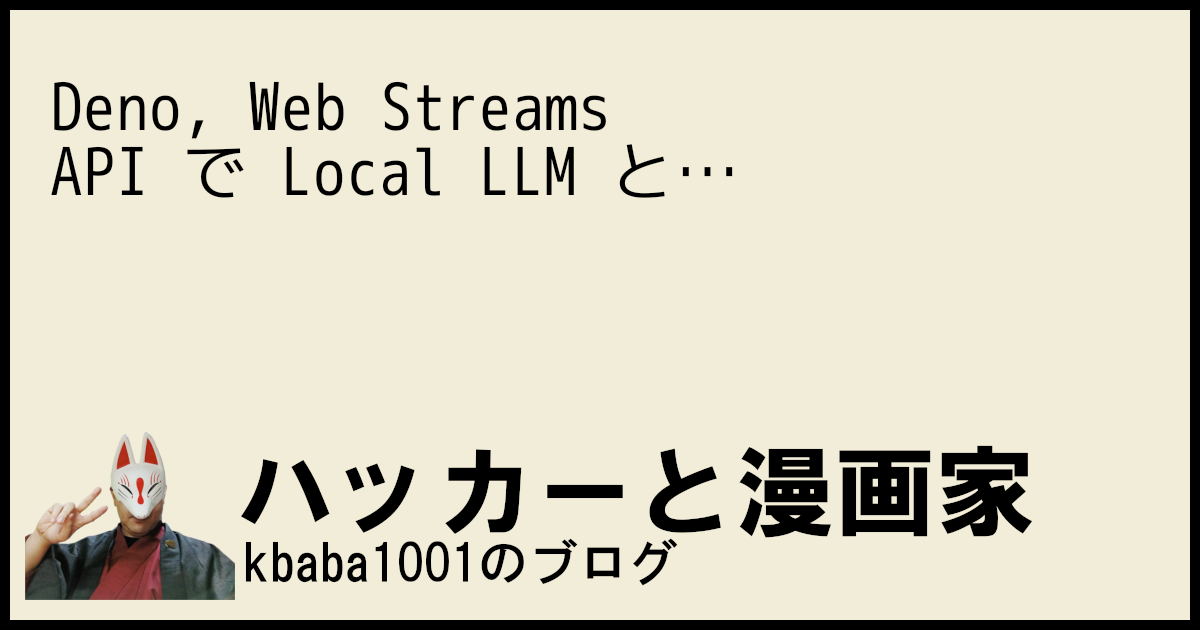 Deno, Web Streams
API で Local LLM と…
ハッカーと漫画家
kbaba1001のブログ